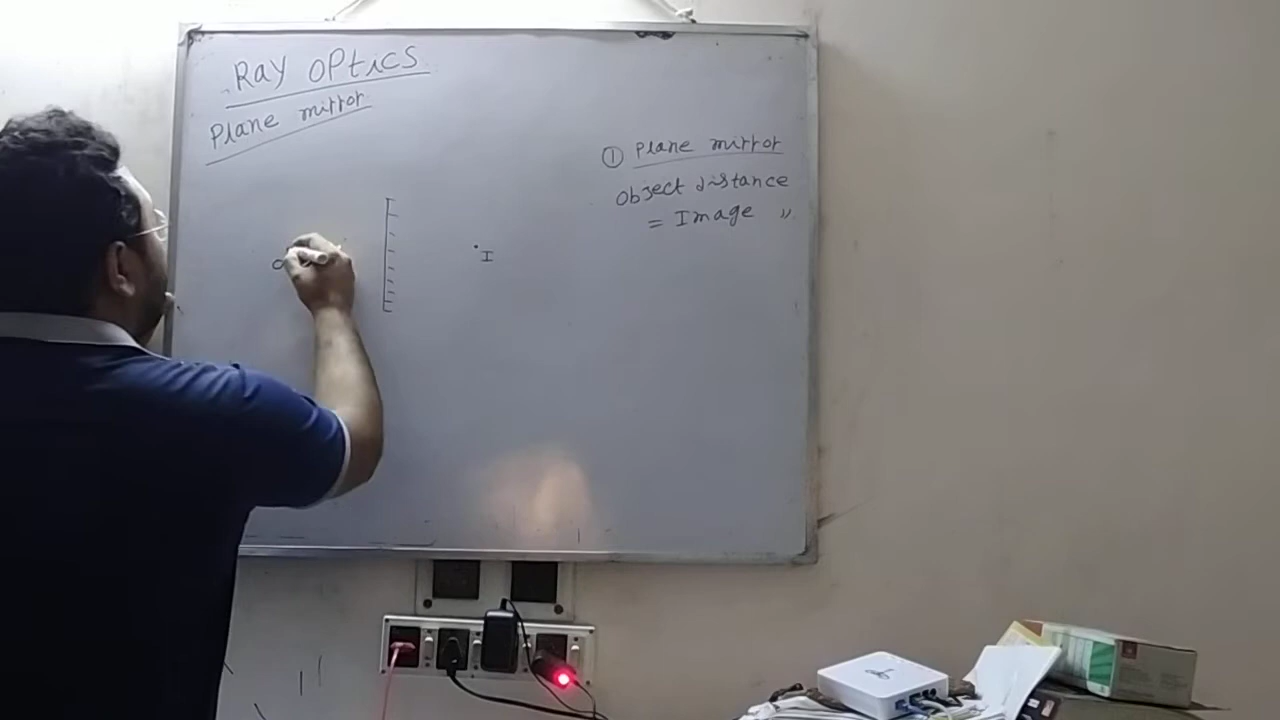 RAY OPtics
Plane mirror
① Plane mirror
Object distance
= Image "
I